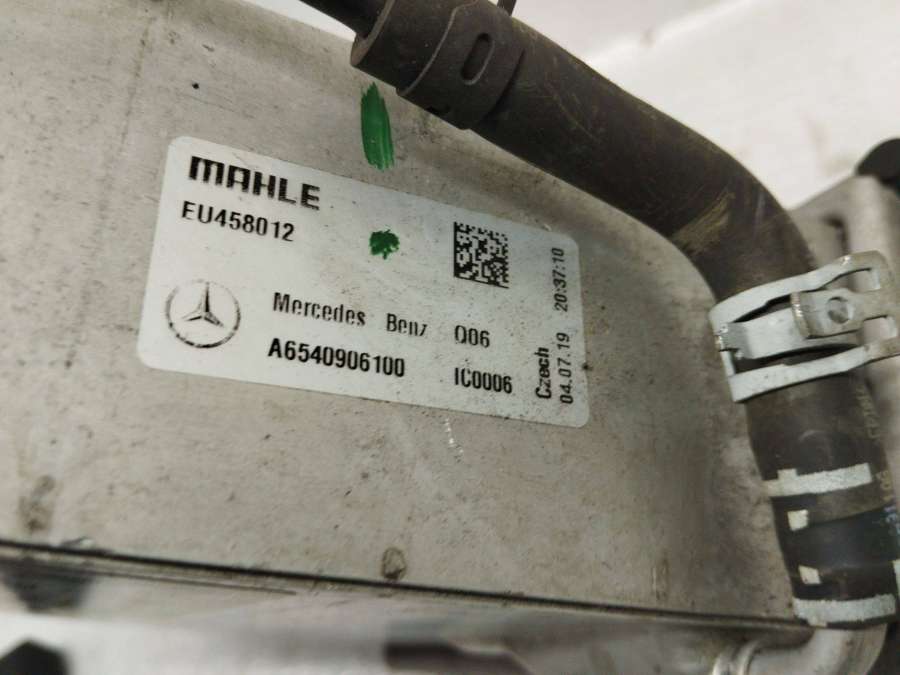 MAHLE
EU458012
Mercedes Benz Q06
A6540906100 IC0006
Czech
04.07.19 20:37:10